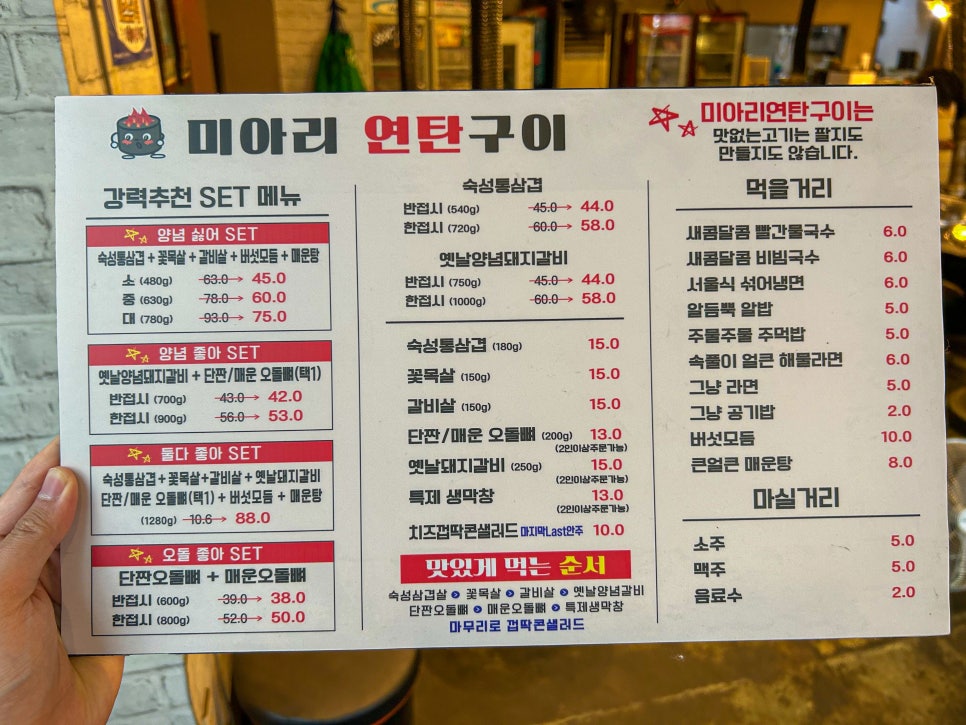 미아리 연탄구이
미아리연탄구이는
맛없는고기는 팔지도
만들지도 않습니다.
강력추천 SET 메뉴
양념 싫어 SET
숙성통삼겹 + 꽃목살 + 갈비살 + 버섯모듬 + 매운탕
소 (480g) 63.0→ 45.0
중 (630g) 78.0→ 60.0
대 (780g) 93.0→ 75.0
양념 좋아 SET
옛날양념돼지갈비 + 단짠/매운 오돌뼈(택1)
반접시 (700g) 43.0→ 42.0
한접시 (900g) 56.0→ 53.0
둘다 좋아 SET
숙성통삼겹+꽃목살+갈비살+옛날양념돼지갈비
단짠/매운 오돌뼈(택1) + 버섯모듬 + 매운탕
(1280g) 10.6→ 88.0
오돌 좋아 SET
단짠오돌뼈 + 매운오돌뼈
반접시 (600g) 39.0→ 38.0
한접시 (800g) 52.0→ 50.0
숙성통삼겹
반접시 (540g) 45.0→ 44.0
한접시 (720g) 60.0→ 58.0
옛날양념돼지갈비
반접시 (750g) 45.0→ 44.0
한접시 (1000g) 60.0→ 58.0
숙성통삼겹 (180g) 15.0
꽃목살 (150g) 15.0
갈비살 (150g) 15.0
단짠/매운 오돌뼈 (200g) 13.0
(2인이상주문가능)
옛날돼지갈비 (250g) 15.0
(2인이상주문가능)
특제 생막창 13.0
(2인이상주문가능)
치즈껍딱콘샐러드 마지막Last안주 10.0
맛있게 먹는 순서
숙성삼겹살 > 꽃목살 > 갈비살 > 옛날양념갈비
단짠오돌뼈 > 매운오돌뼈 > 특제생막창
마무리로 껍딱콘샐러드
먹을거리
새콤달콤 빨간물국수 6.0
새콤달콤 비빔국수 6.0
서울식 섞어냉면 6.0
알듬뿍 알밥 5.0
주물주물 주먹밥 5.0
속풀이 얼큰 해물라면 6.0
그냥 라면 5.0
그냥 공기밥 2.0
버섯모듬 10.0
큰얼큰 매운탕 8.0
마실거리
소주 5.0
맥주 5.0
음료수 2.0